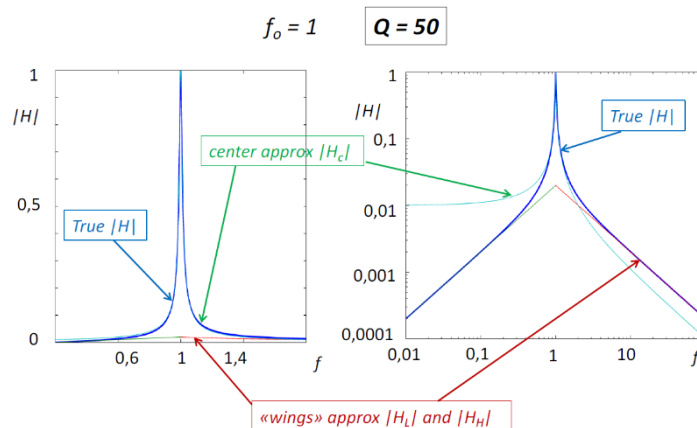 fo = 1
Q = 50
|H|
1
0,5
0
0,6
1
1,4
f
True |H|
center approx |Hc|
|H|
1
0,1
0,01
0,001
0,0001
0,01
0,1
1
10
f
True |H|
«wings» approx |HL| and |HH|